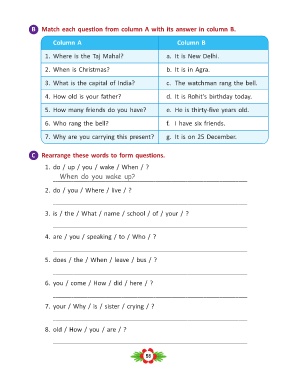 B Match each question from column A with its answer in column B.
Column A Column B
1. Where is the Taj Mahal? a. It is New Delhi.
2. When is Christmas? b. It is in Agra.
3. What is the capital of India? c. The watchman rang the bell.
4. How old is your father? d. It is Rohit's birthday today.
5. How many friends do you have? e. He is thirty-five years old.
6. Who rang the bell? f. I have six friends.
7. Why are you carrying this present? g. It is on 25 December.
C Rearrange these words to form questions.
1. do / up / you / wake / When / ?
When do you wake up?
2. do / you / Where / live / ?
3. is / the / What / name / school / of / your / ?
4. are / you / speaking / to / Who / ?
5. does / the / When / leave / bus / ?
6. you / come / How / did / here / ?
7. your / Why / is / sister / crying / ?
8. old / How / you / are / ?
58